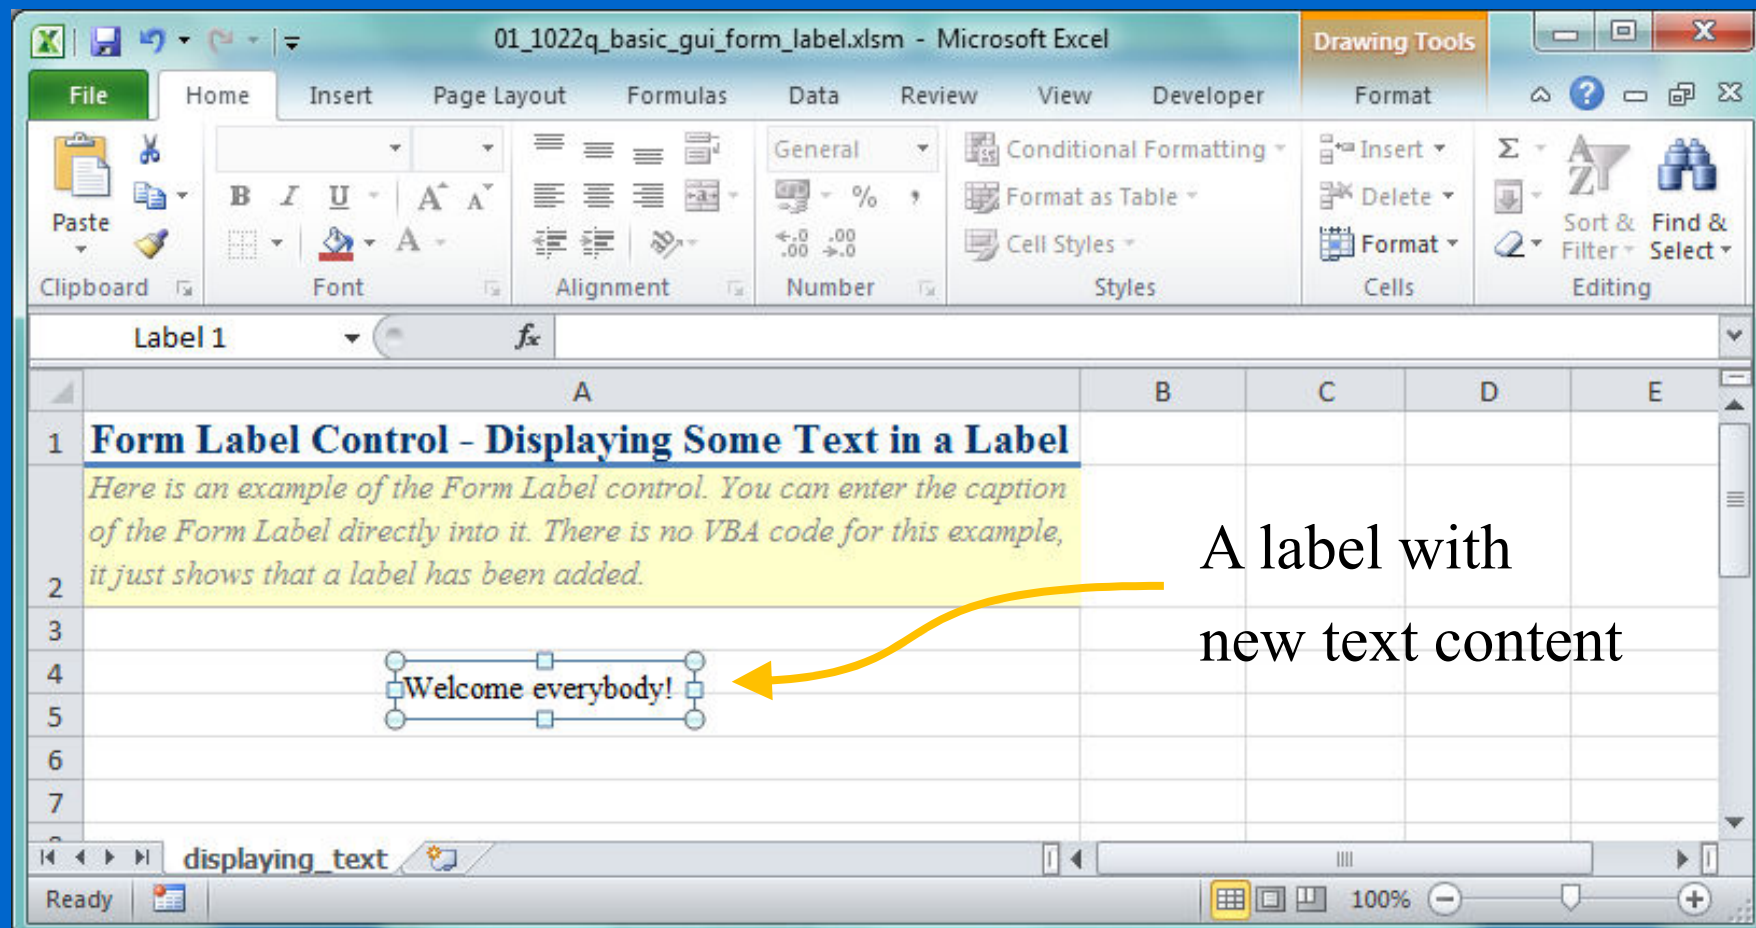 01_1022q_basic_gui_form_label.xlsm - Microsoft Excel
Drawing Tools
File Home Insert Page Layout Formulas Data Review View Developer Format
General
Conditional Formatting
Insert
Σ
B I U A A
%
,
Format as Table
Delete
Paste
Sort & Filter
Find & Select
A
Cell Styles
Format
Clipboard Font Alignment Number Styles Cells Editing
Label 1
fx
A B C D E
1 Form Label Control - Displaying Some Text in a Label
Here is an example of the Form Label control. You can enter the caption
of the Form Label directly into it. There is no VBA code for this example,
2 it just shows that a label has been added.
A label with
new text content
3
4
Welcome everybody!
5
6
7
displaying_text
Ready
100%